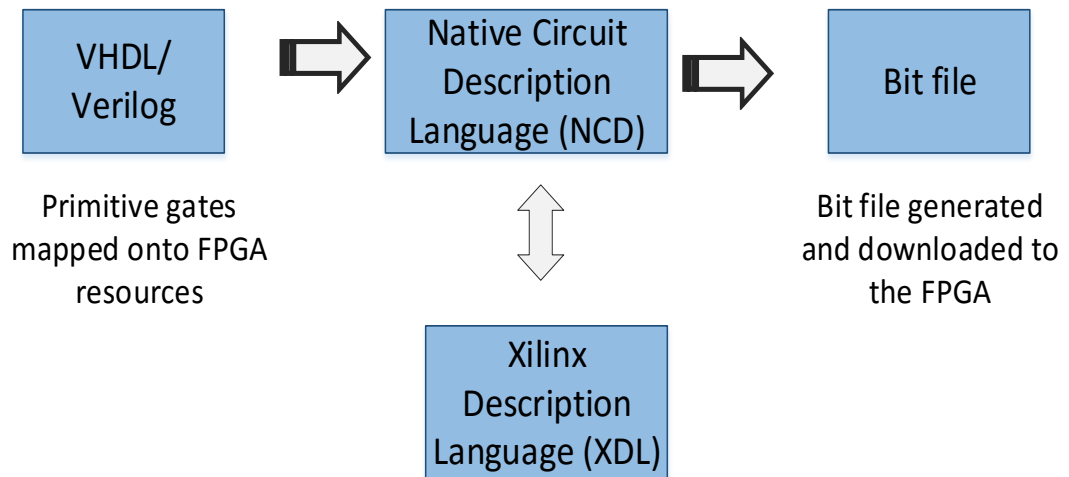 VHDL/
Verilog
Native Circuit
Description
Language (NCD)
Bit file
Primitive gates
mapped onto FPGA
resources
Bit file generated
and downloaded to
the FPGA
Xilinx
Description
Language (XDL)